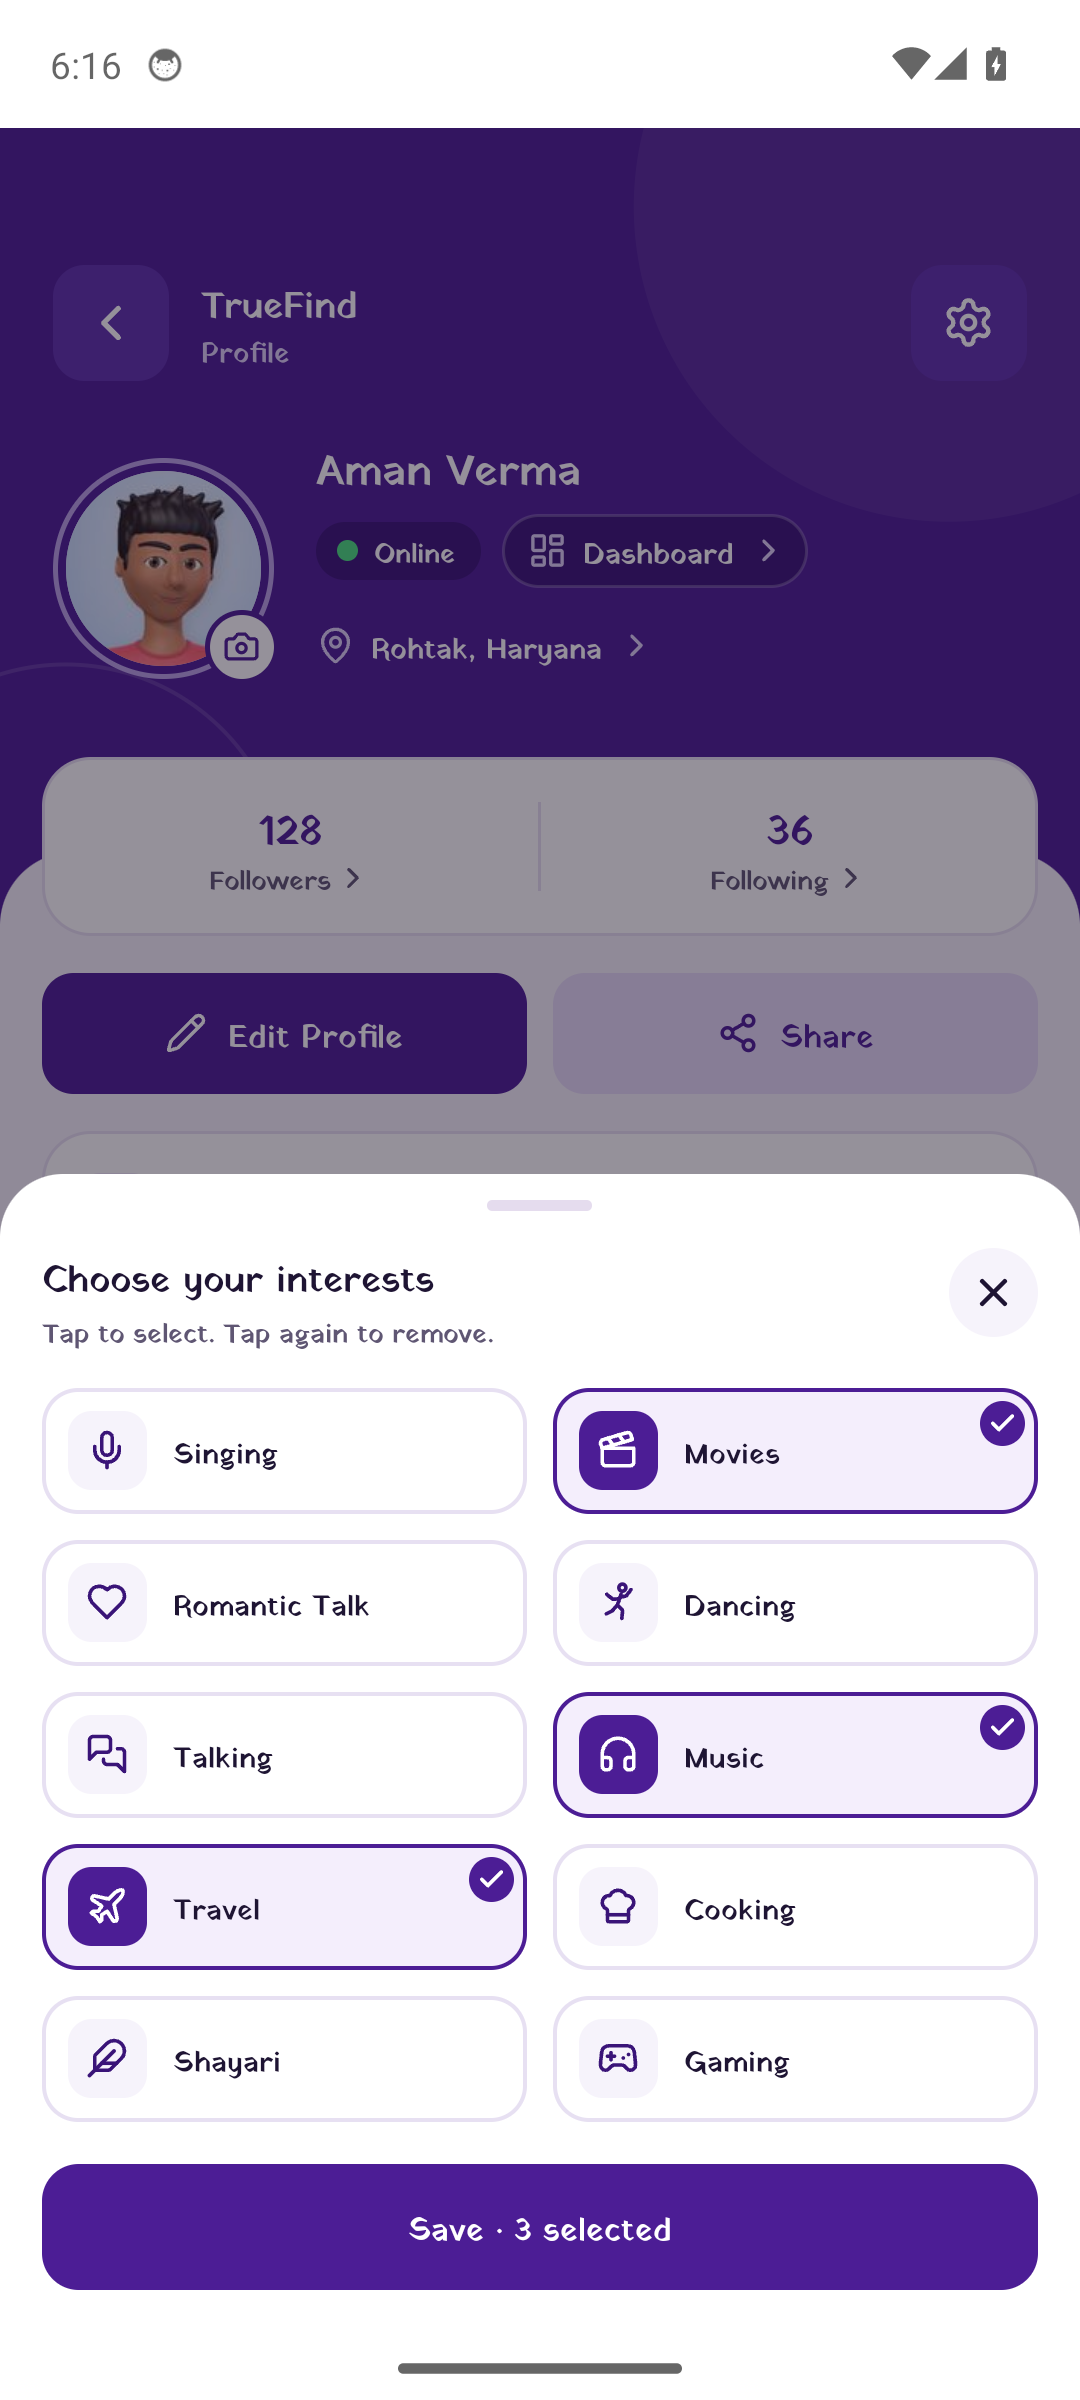 6:16
TrueFind
Profile
Aman Verma
Online
Dashboard
Rohtak, Haryana
128
Followers
36
Following
Edit Profile
Share
Choose your interests
Tap to select. Tap again to remove.
Singing
Movies
Romantic Talk
Dancing
Talking
Music
Travel
Cooking
Shayari
Gaming
Save · 3 selected